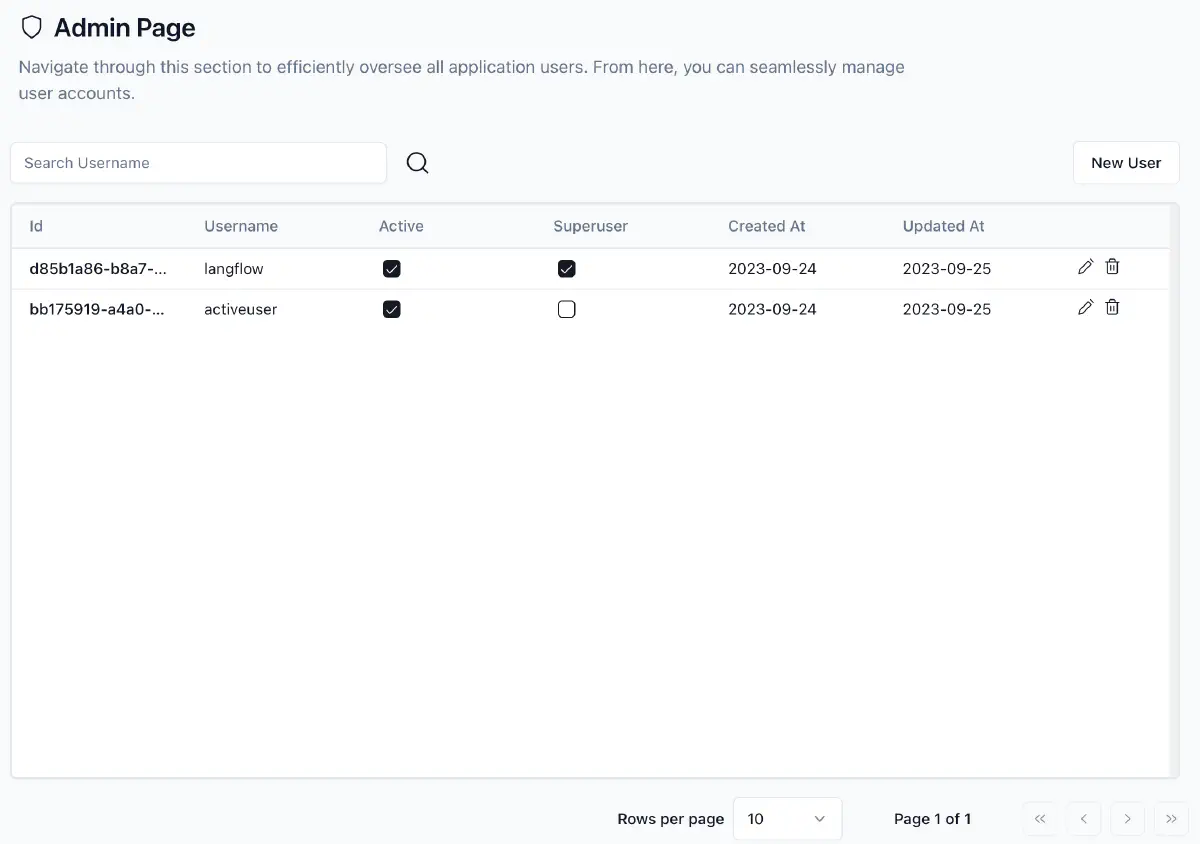 Admin Page
Navigate through this section to efficiently oversee all application users. From here, you can seamlessly manage
user accounts.
Search Username
New User
Id Username Active Superuser Created At Updated At
d85b1a86-b8a7-... langflow 2023-09-24 2023-09-25
bb175919-a4a0-... activeuser 2023-09-24 2023-09-25
Rows per page 10 Page 1 of 1